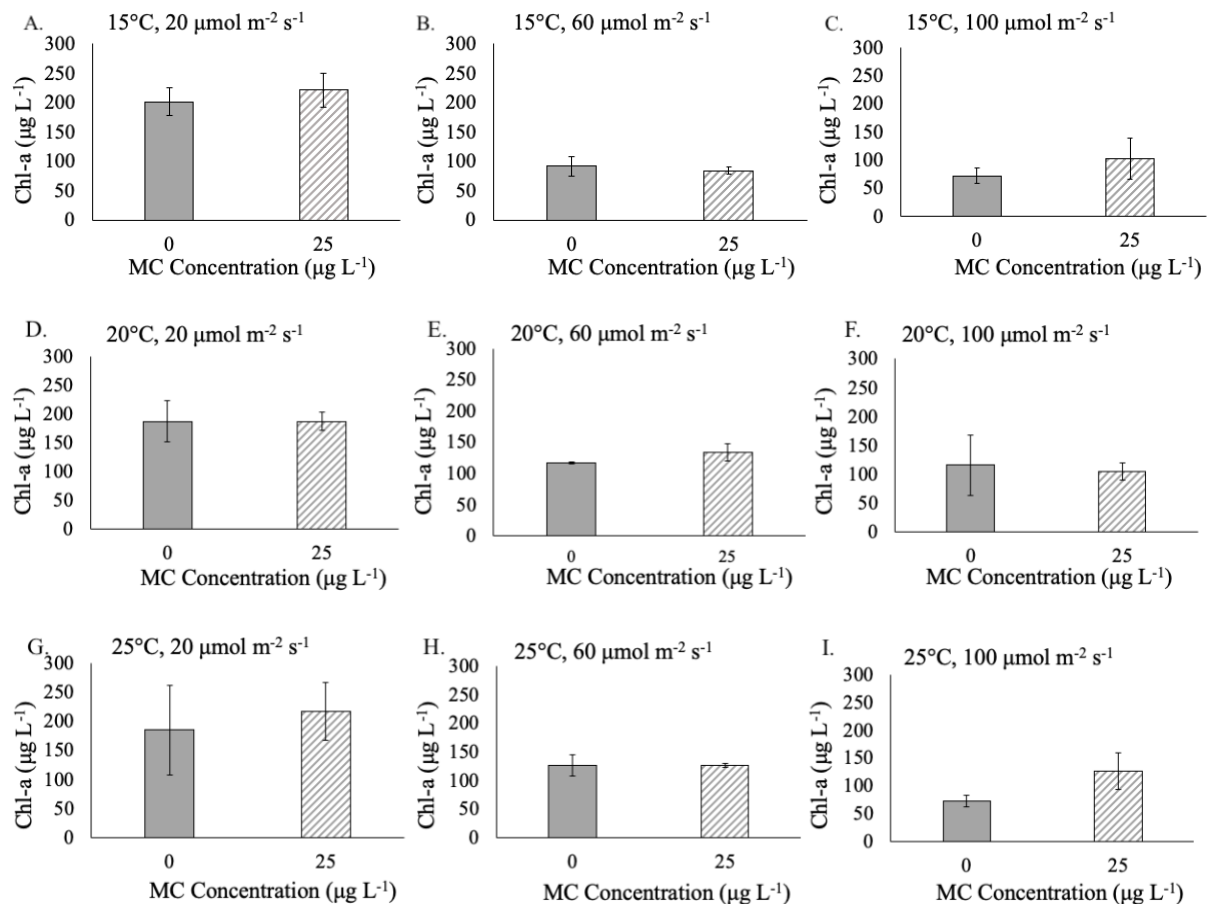 A. 15°C, 20 μmol m⁻² s⁻¹
300
250
200
150
100
50
0
Chl-a (μg L⁻¹)
0 25
MC Concentration (μg L⁻¹)
B. 15°C, 60 μmol m⁻² s⁻¹
300
250
200
150
100
50
0
Chl-a (μg L⁻¹)
0 25
MC Concentration (μg L⁻¹)
C. 15°C, 100 μmol m⁻² s⁻¹
300
250
200
150
100
50
0
Chl-a (μg L⁻¹)
0 25
MC Concentration (μg L⁻¹)
D. 20°C, 20 μmol m⁻² s⁻¹
300
250
200
150
100
50
0
Chl-a (μg L⁻¹)
0 25
MC Concentration (μg L⁻¹)
E. 20°C, 60 μmol m⁻² s⁻¹
300
250
200
150
100
50
0
Chl-a (μg L⁻¹)
0 25
MC Concentration (μg L⁻¹)
F. 20°C, 100 μmol m⁻² s⁻¹
300
250
200
150
100
50
0
Chl-a (μg L⁻¹)
0 25
MC Concentration (μg L⁻¹)
G. 25°C, 20 μmol m⁻² s⁻¹
300
250
200
150
100
50
0
Chl-a (μg L⁻¹)
0 25
MC Concentration (μg L⁻¹)
H. 25°C, 60 μmol m⁻² s⁻¹
300
250
200
150
100
50
0
Chl-a (μg L⁻¹)
0 25
MC Concentration (μg L⁻¹)
I. 25°C, 100 μmol m⁻² s⁻¹
300
250
200
150
100
50
0
Chl-a (μg L⁻¹)
0 25
MC Concentration (μg L⁻¹)